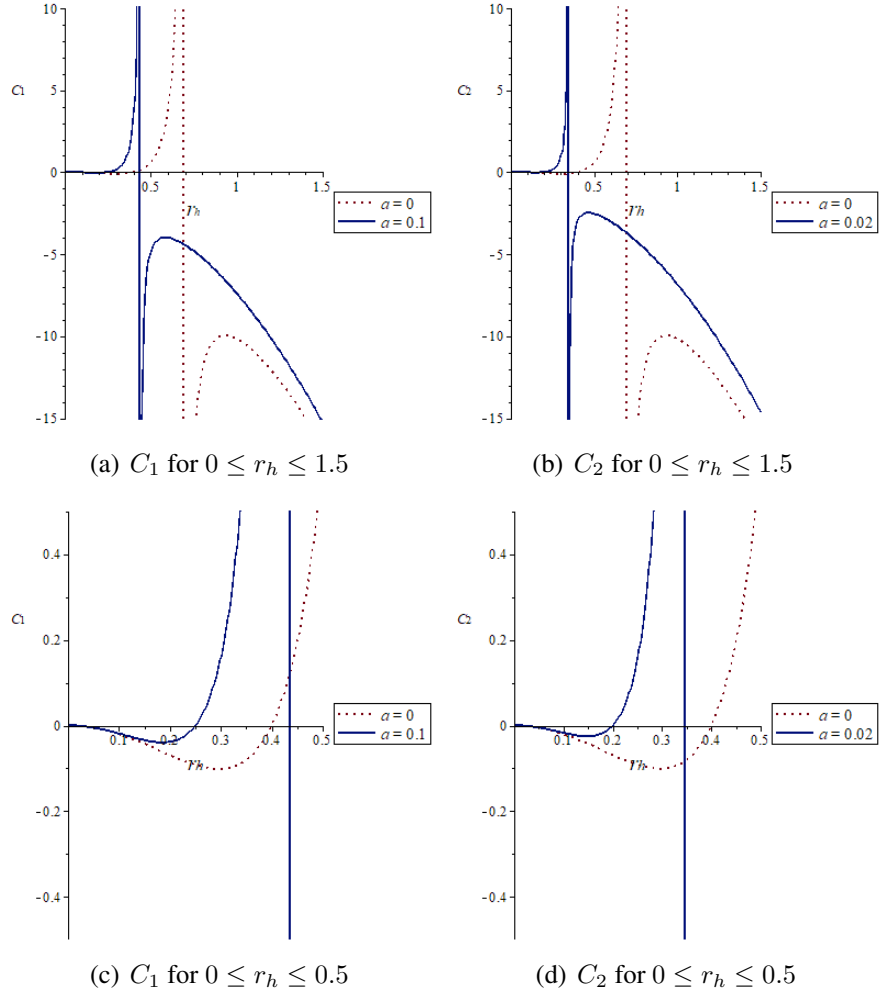 10
5
0
-5
-10
-15
C1
0.5
1
1.5
rh
a = 0
a = 0.1
(a) C1 for 0 ≤ rh ≤ 1.5
10
5
0
-5
-10
-15
C2
0.5
1
1.5
rh
a = 0
a = 0.02
(b) C2 for 0 ≤ rh ≤ 1.5
0.4
0.2
0
-0.2
-0.4
C1
0.1
0.2
0.3
0.4
0.5
rh
a = 0
a = 0.1
(c) C1 for 0 ≤ rh ≤ 0.5
0.4
0.2
0
-0.2
-0.4
C2
0.1
0.2
0.3
0.4
0.5
rh
a = 0
a = 0.02
(d) C2 for 0 ≤ rh ≤ 0.5